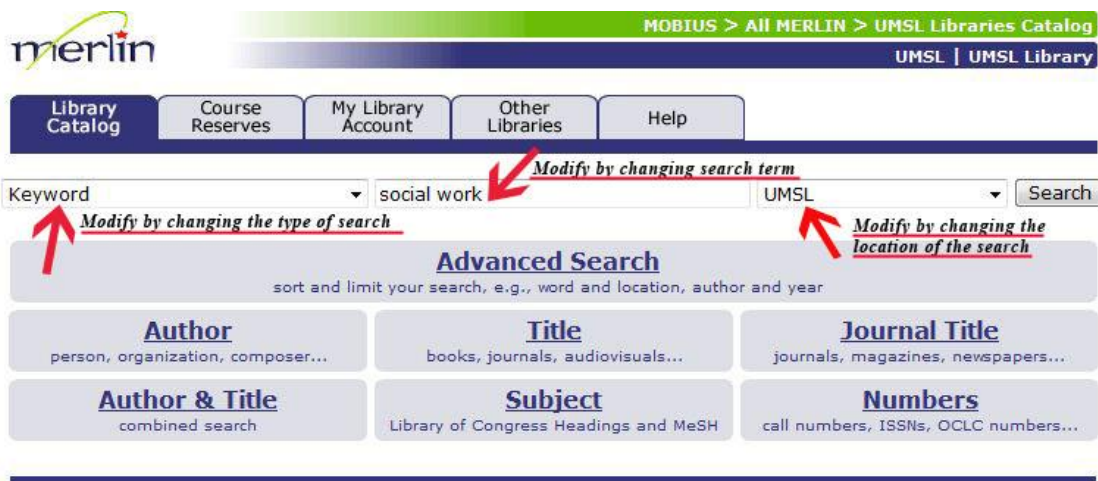 merlin
MOBIUS > All MERLIN > UMSL Libraries Catalog
UMSL | UMSL Library
Library Catalog
Course Reserves
My Library Account
Other Libraries
Help
Modify by changing search term
Keyword
social work
UMSL
Search
Modify by changing the type of search
Modify by changing the
location of the search
Advanced Search
sort and limit your search, e.g., word and location, author and year
Author
person, organization, composer...
Title
books, journals, audiovisuals...
Journal Title
journals, magazines, newspapers...
Author & Title
combined search
Subject
Library of Congress Headings and MeSH
Numbers
call numbers, ISSNs, OCLC numbers...